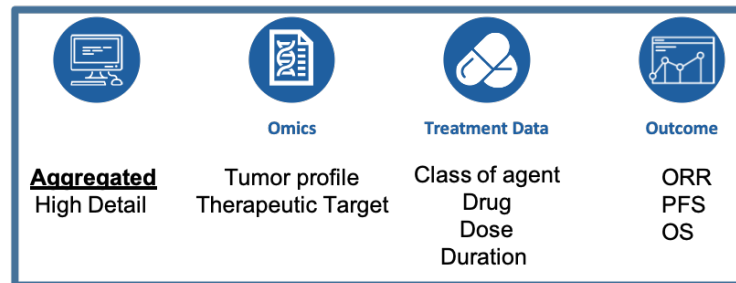 Omics
Treatment Data
Outcome
Aggregated
High Detail
Tumor profile
Therapeutic Target
Class of agent
Drug
Dose
Duration
ORR
PFS
OS